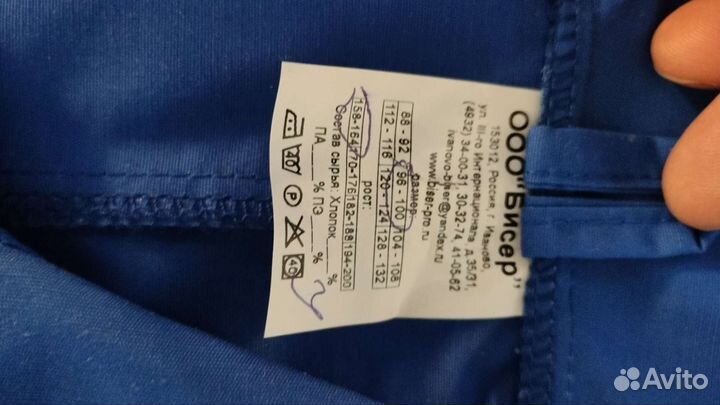 ООО "Бисер"
153012, Россия, г. Иваново,
ул. III-го Интернационала д.35/31,
(4932) 34-00-31, 30-32-74, 41-05-62
ivanovo-biser@yandex.ru
www.biser-pro.ru
размер:
88 - 92 96 - 100 104 - 108
112 - 116 120 - 124 128 - 132
рост:
158-164 170-176 182-188 194-200
Состав сырья: Хлопок ___ %
ПА ___ % ПЭ ___ %
40 P 40
Avito